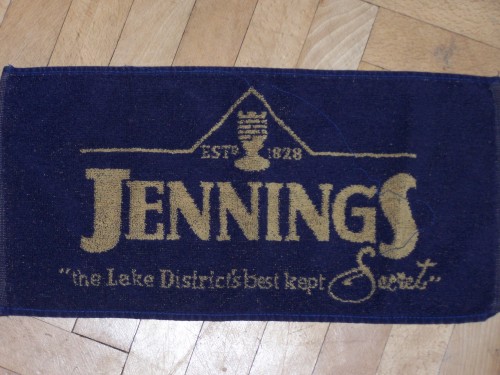 ESTD 1828
JENNINGS
"the Lake District's best kept Secret"